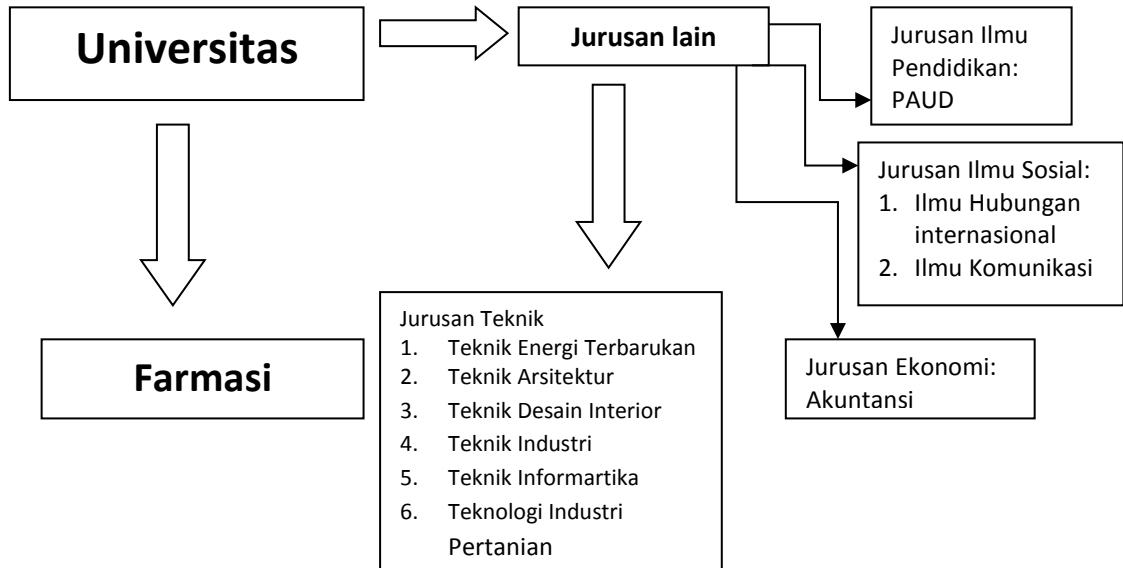 Universitas
Jurusan lain
Jurusan Ilmu
Pendidikan:
PAUD
Jurusan Ilmu Sosial:
1. Ilmu Hubungan
internasional
2. Ilmu Komunikasi
Jurusan Teknik
1. Teknik Energi Terbarukan
2. Teknik Arsitektur
3. Teknik Desain Interior
4. Teknik Industri
5. Teknik Informartika
6. Teknologi Industri
Pertanian
Farmasi
Jurusan Ekonomi:
Akuntansi